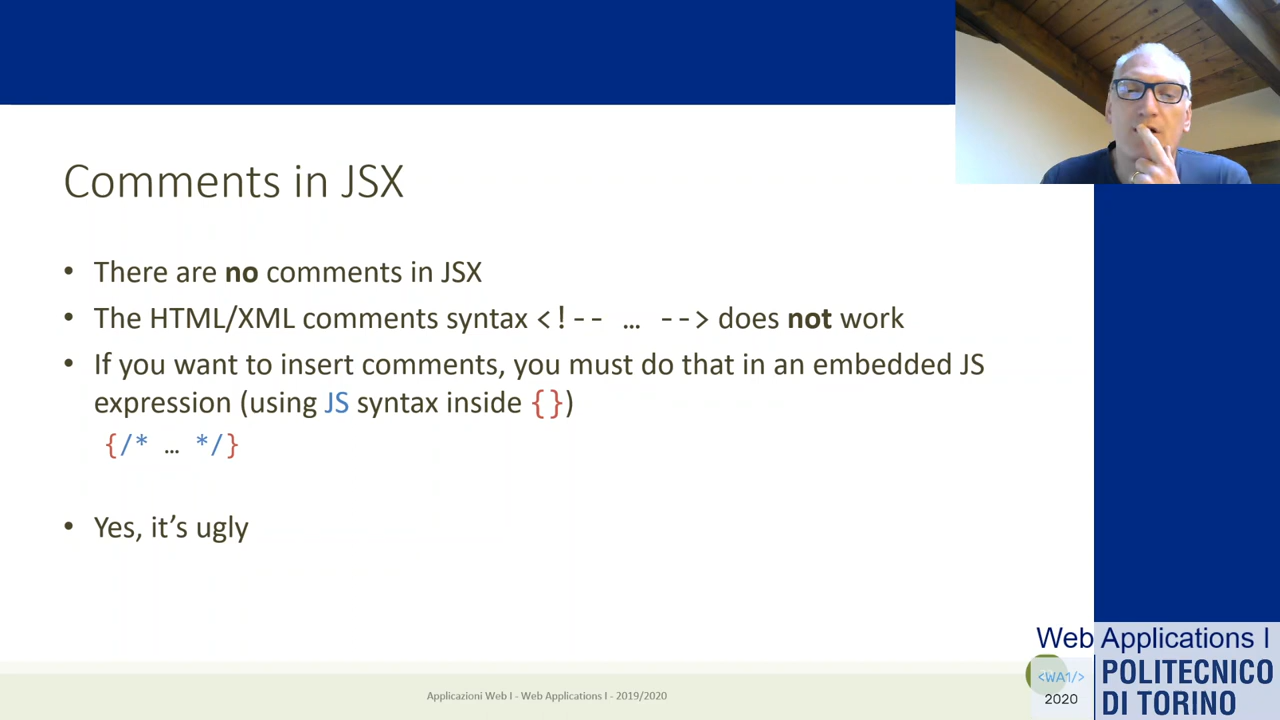 Comments in JSX
• There are no comments in JSX
• The HTML/XML comments syntax <!-- … --> does not work
• If you want to insert comments, you must do that in an embedded JS
expression (using JS syntax inside {})
{/* … */}
• Yes, it’s ugly
Applicazioni Web I - Web Applications I - 2019/2020
Web Applications I
<WA1/>
2020
POLITECNICO
DI TORINO